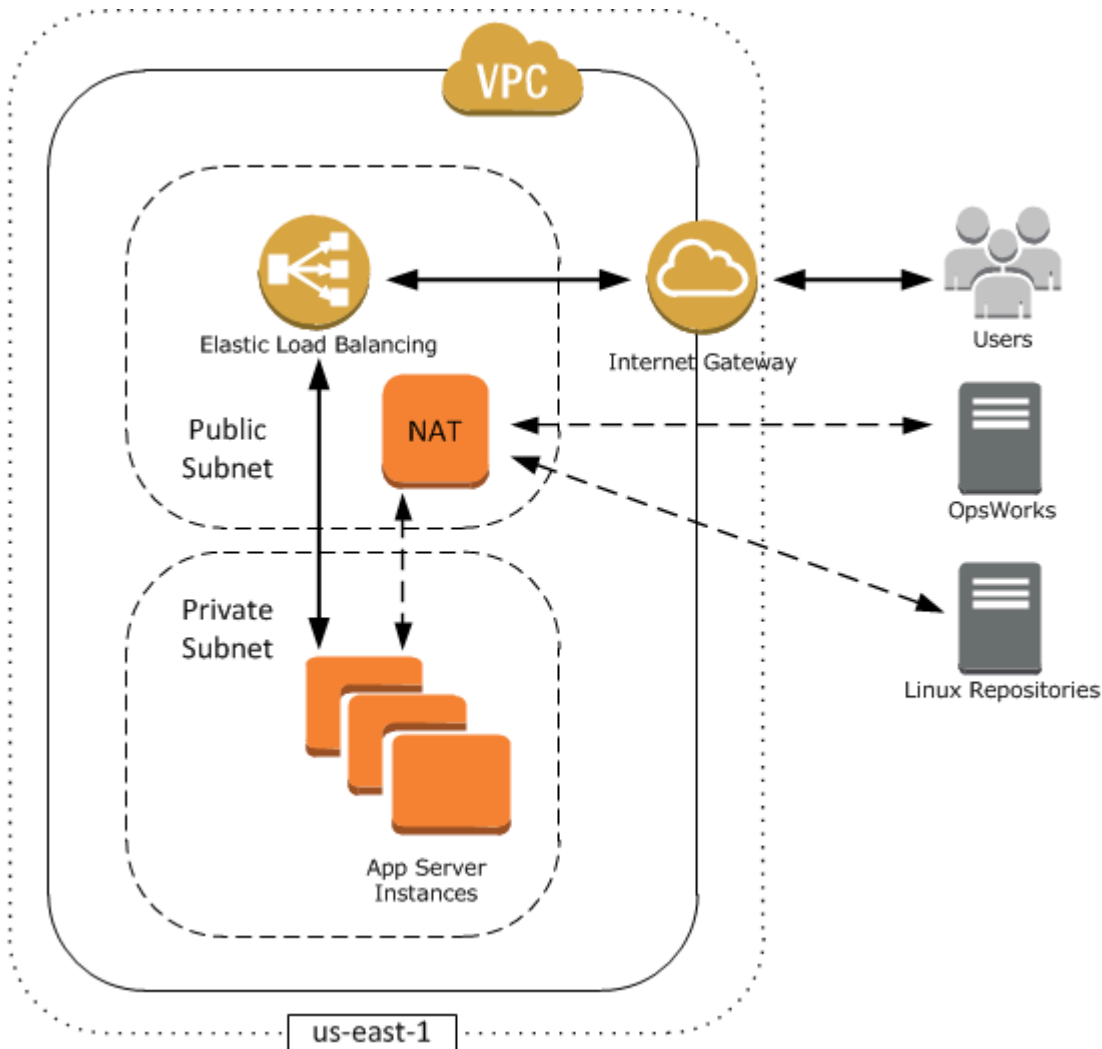 VPC
Elastic Load Balancing
Internet Gateway
Users
Public
Subnet
NAT
OpsWorks
Private
Subnet
Linux Repositories
App Server
Instances
us-east-1